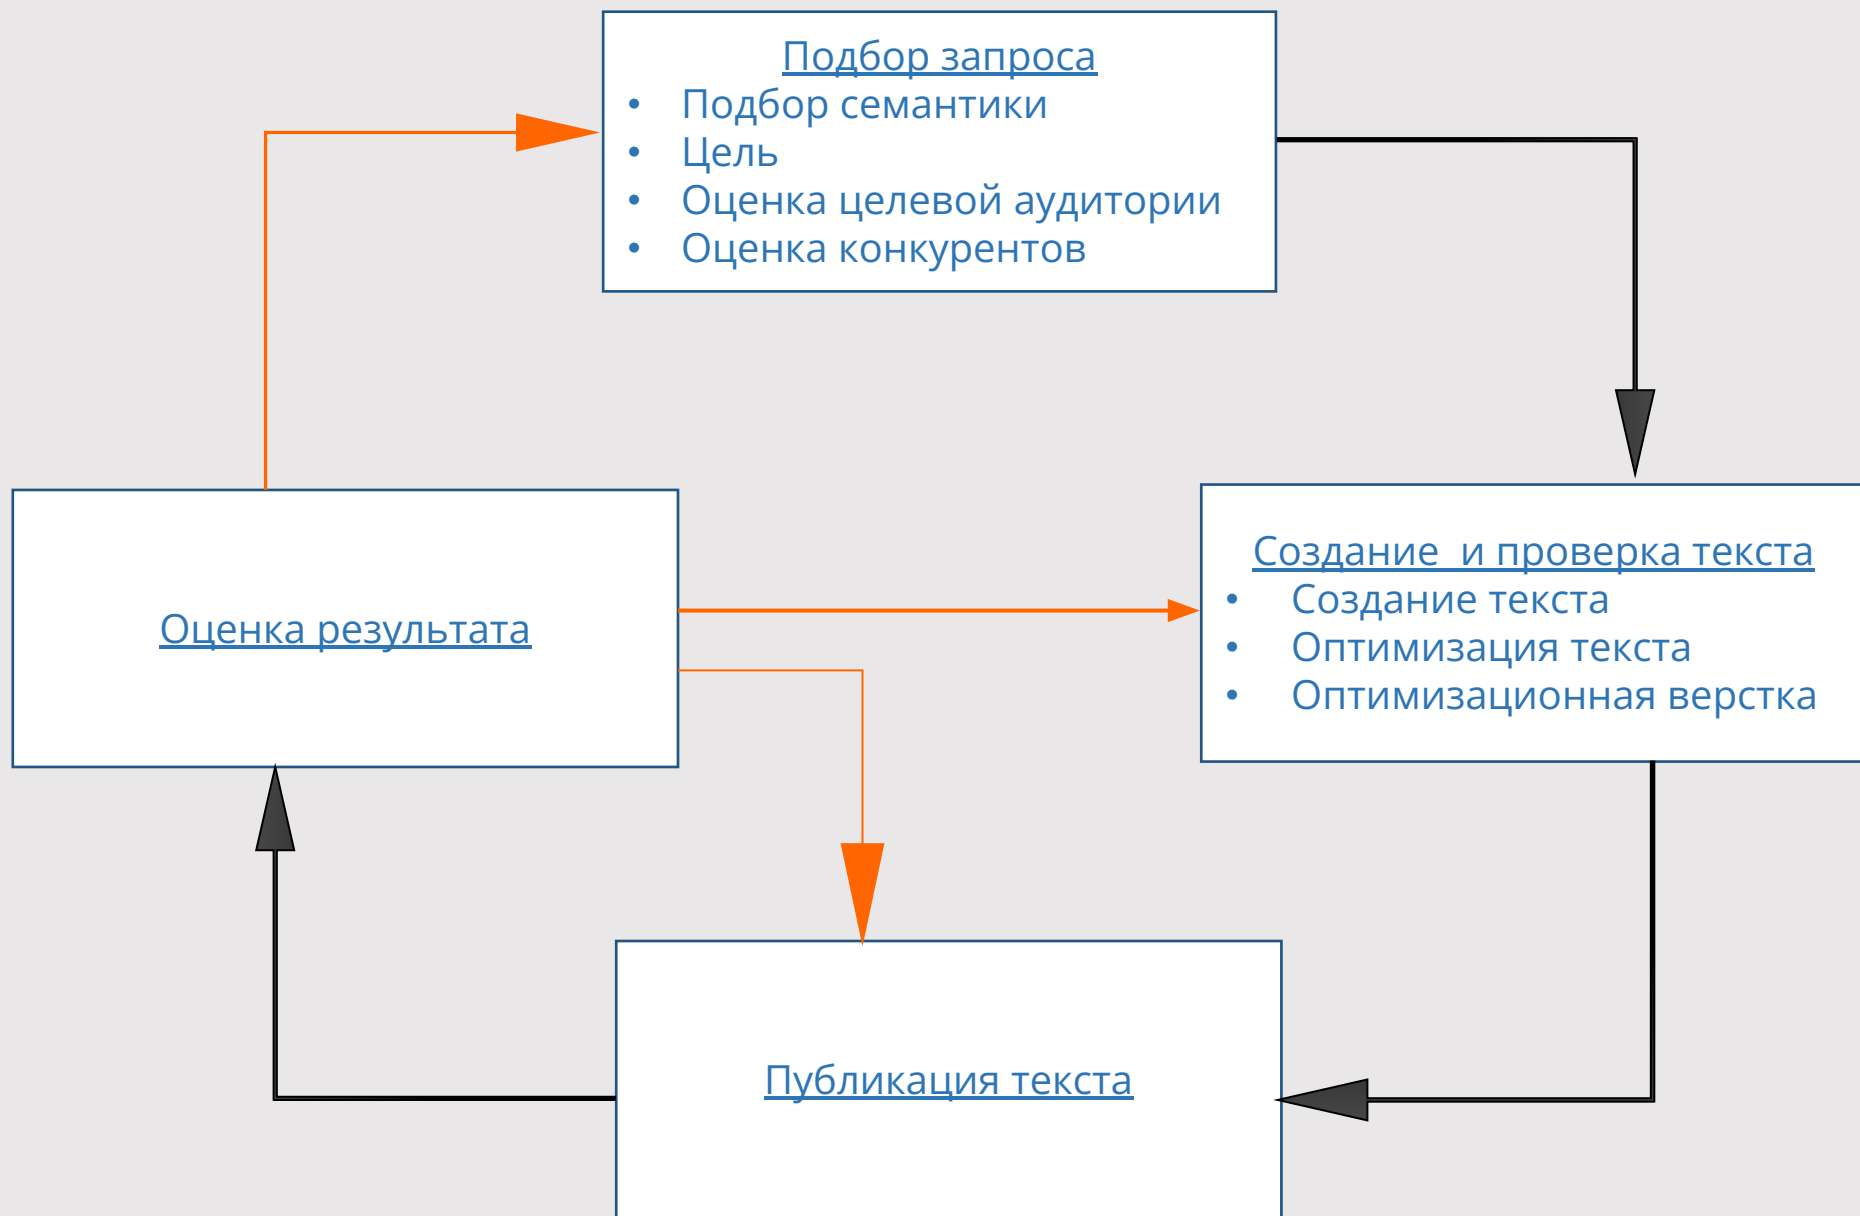 Подбор запроса
• Подбор семантики
• Цель
• Оценка целевой аудитории
• Оценка конкурентов
Оценка результата
Создание  и проверка текста
• Создание текста
• Оптимизация текста
• Оптимизационная верстка
Публикация текста